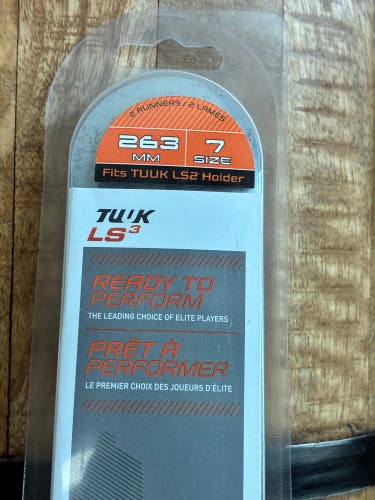 2 RUNNERS / 2 LAMES
263 7
MM SIZE
Fits TUUK LS2 Holder
TUUK
LS3
READY TO
PERFORM
THE LEADING CHOICE OF ELITE PLAYERS
PRÊT À
PERFORMER
LE PREMIER CHOIX DES JOUEURS D'ÉLITE